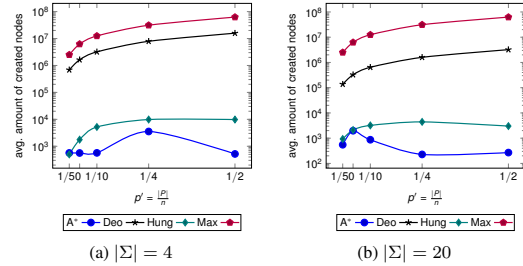 avg. amount of created nodes
10^8
10^7
10^6
10^5
10^4
10^3
1/50 1/10 1/4 1/2
p′ = |P|/n
A* Deo Hung Max
(a) |Σ| = 4
avg. amount of created nodes
10^8
10^7
10^6
10^5
10^4
10^3
10^2
1/50 1/10 1/4 1/2
p′ = |P|/n
A* Deo Hung Max
(b) |Σ| = 20